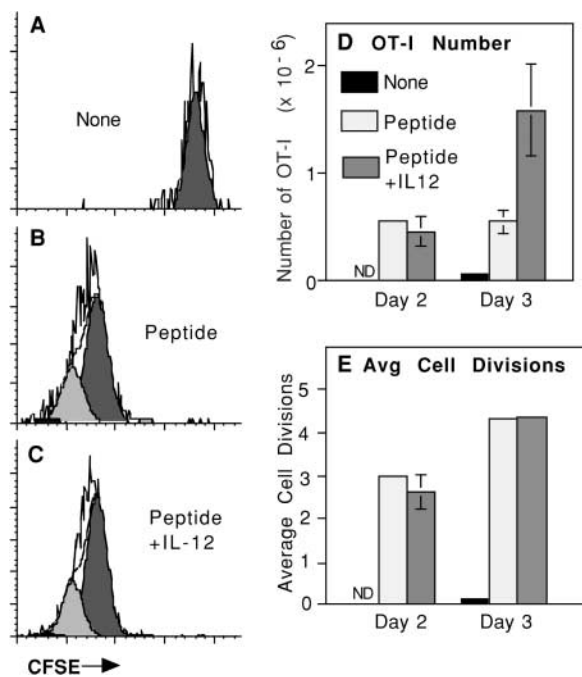 A
None
B
Peptide
C
Peptide
+IL-12
CFSE
D OT-I Number
Number of OT-I (x 10 - 6)
2
1
0
None
Peptide
Peptide
+IL12
ND
Day 2 Day 3
E Avg Cell Divisions
Average Cell Divisions
5
4
3
2
1
0
ND
Day 2 Day 3